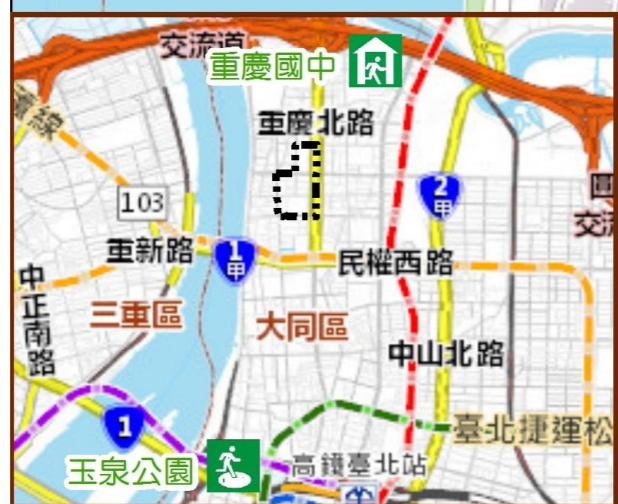 交流道
重慶國中
蘆線
重慶北路
103
2
甲
重新路
1
甲
民權西路
中正南路
三重區
大同區
中山北路
1
臺北捷運松
玉泉公園
高鐵臺北站